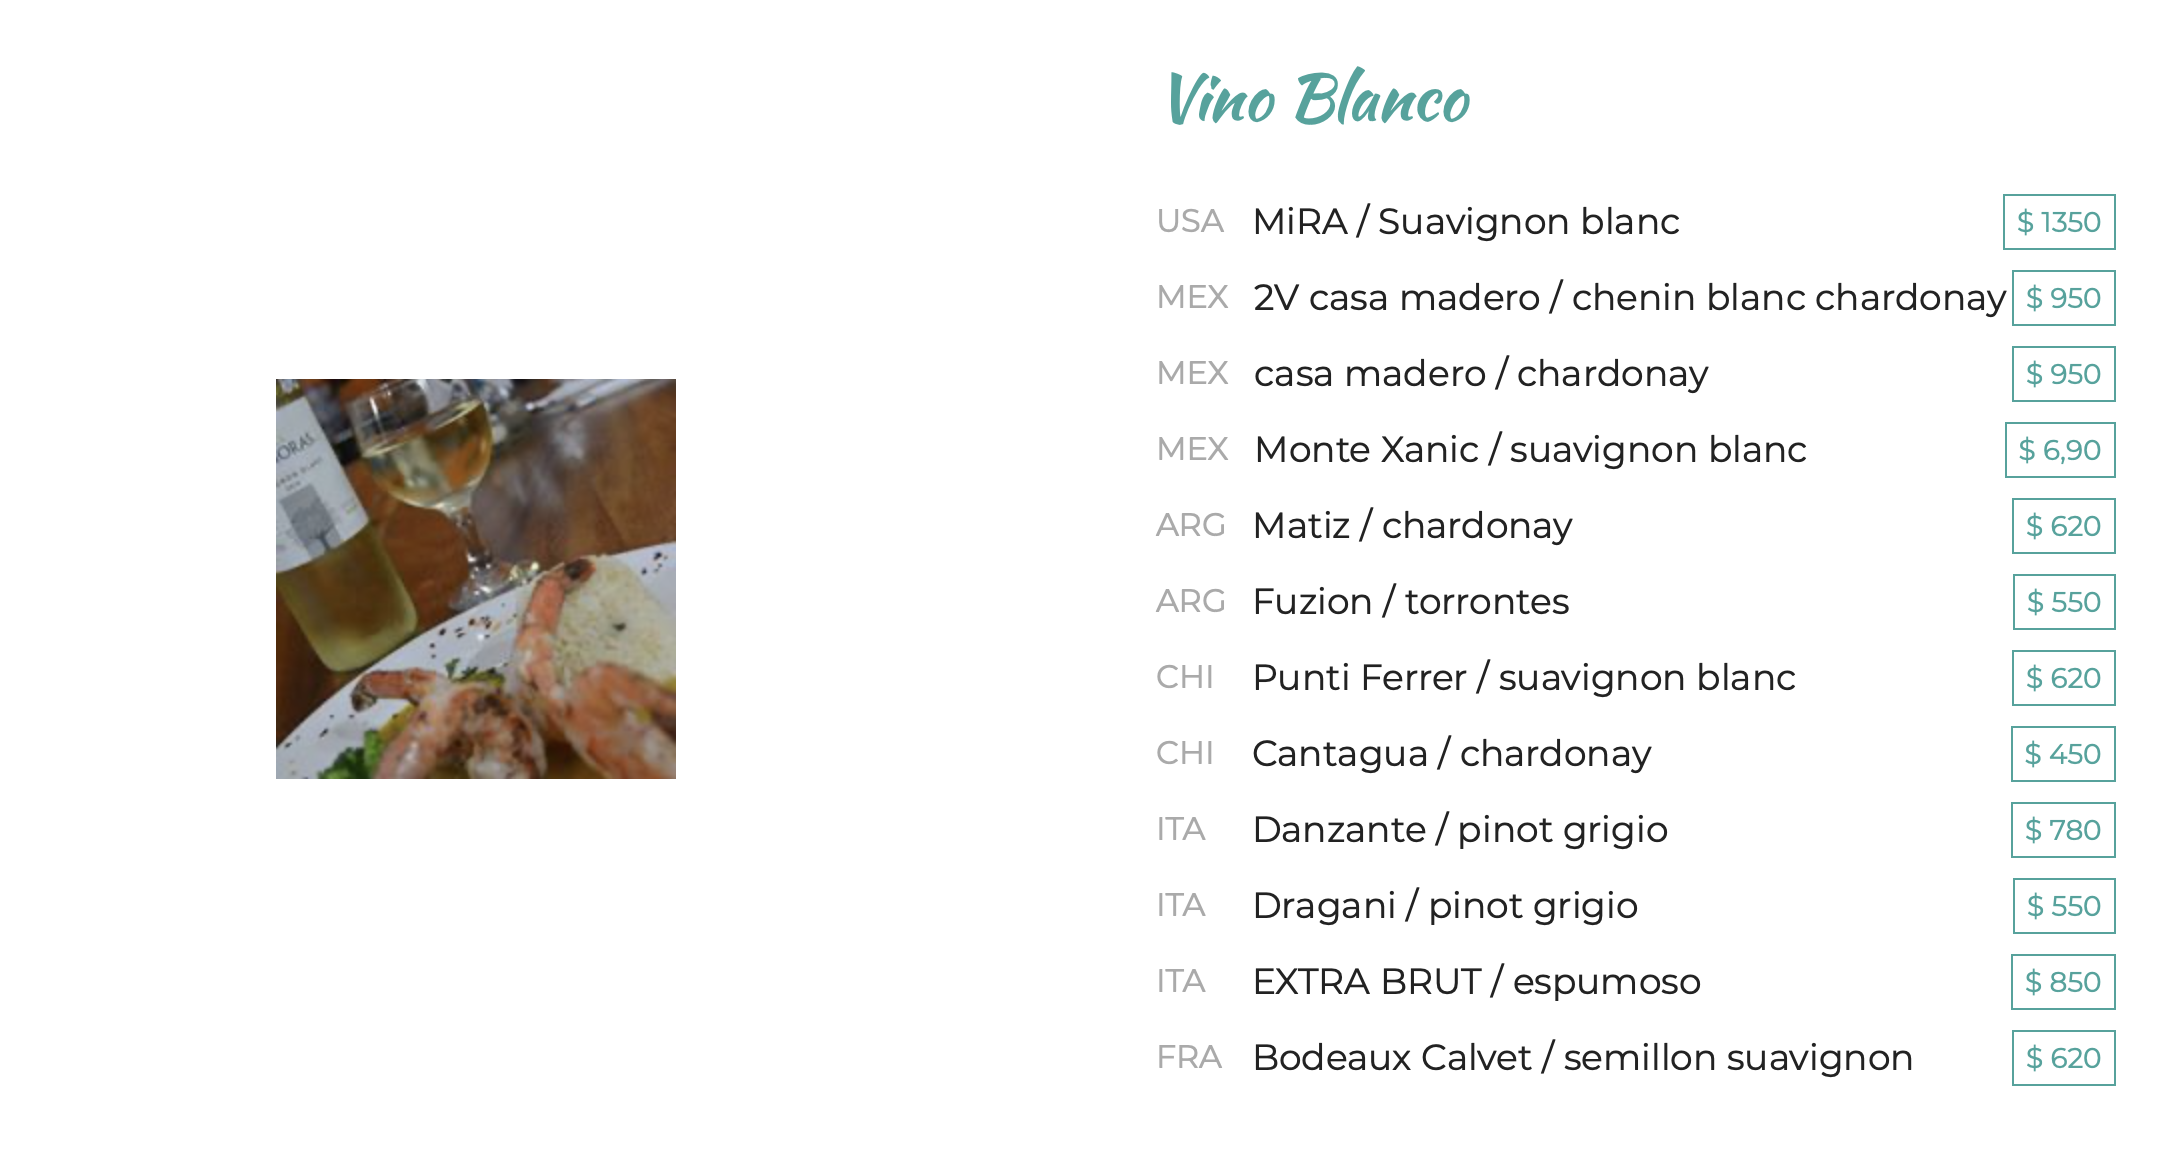 Vino Blanco
USA MiRA / Suavignon blanc $ 1350
MEX 2V casa madero / chenin blanc chardonay $ 950
MEX casa madero / chardonay $ 950
MEX Monte Xanic / suavignon blanc $ 6,90
ARG Matiz / chardonay $ 620
ARG Fuzion / torrontes $ 550
CHI Punti Ferrer / suavignon blanc $ 620
CHI Cantagua / chardonay $ 450
ITA Danzante / pinot grigio $ 780
ITA Dragani / pinot grigio $ 550
ITA EXTRA BRUT / espumoso $ 850
FRA Bodeaux Calvet / semillon suavignon $ 620